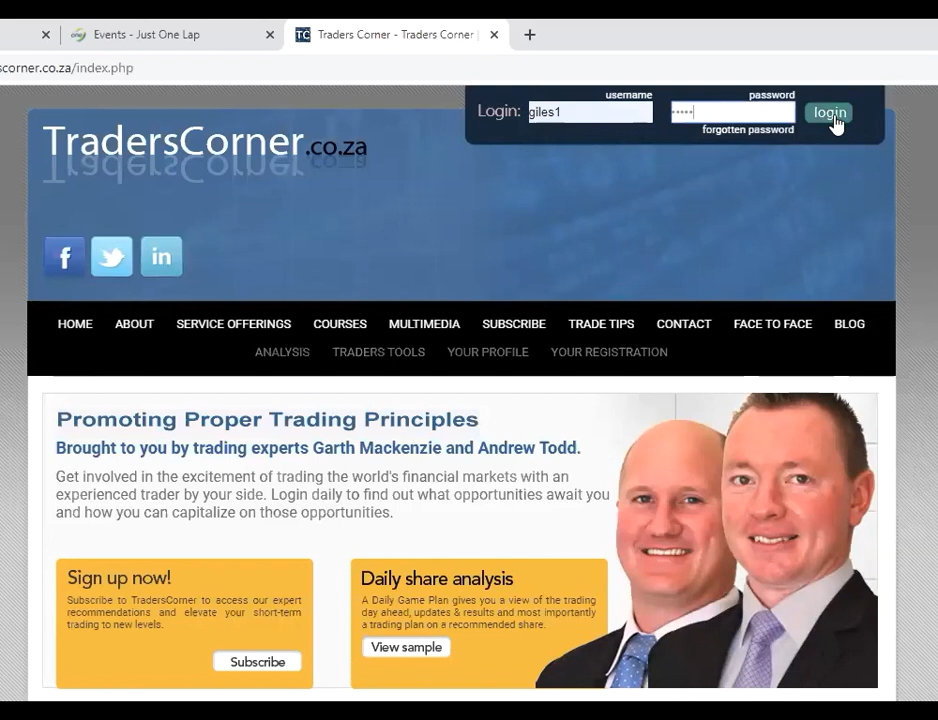 Events - Just One Lap
TC Traders Corner - Traders Corner |
scorner.co.za/index.php
username
password
Login:
giles1
login
forgotten password
TradersCorner.co.za
f
in
HOME ABOUT SERVICE OFFERINGS COURSES MULTIMEDIA SUBSCRIBE TRADE TIPS CONTACT FACE TO FACE BLOG
ANALYSIS TRADERS TOOLS YOUR PROFILE YOUR REGISTRATION
Promoting Proper Trading Principles
Brought to you by trading experts Garth Mackenzie and Andrew Todd.
Get involved in the excitement of trading the world's financial markets with an
experienced trader by your side. Login daily to find out what opportunities await you
and how you can capitalize on those opportunities.
Sign up now!
Subscribe to TradersCorner to access our expert
recommendations and elevate your short-term
trading to new levels.
Subscribe
Daily share analysis
A Daily Game Plan gives you a view of the trading
day ahead, updates & results and most importantly
a trading plan on a recommended share.
View sample